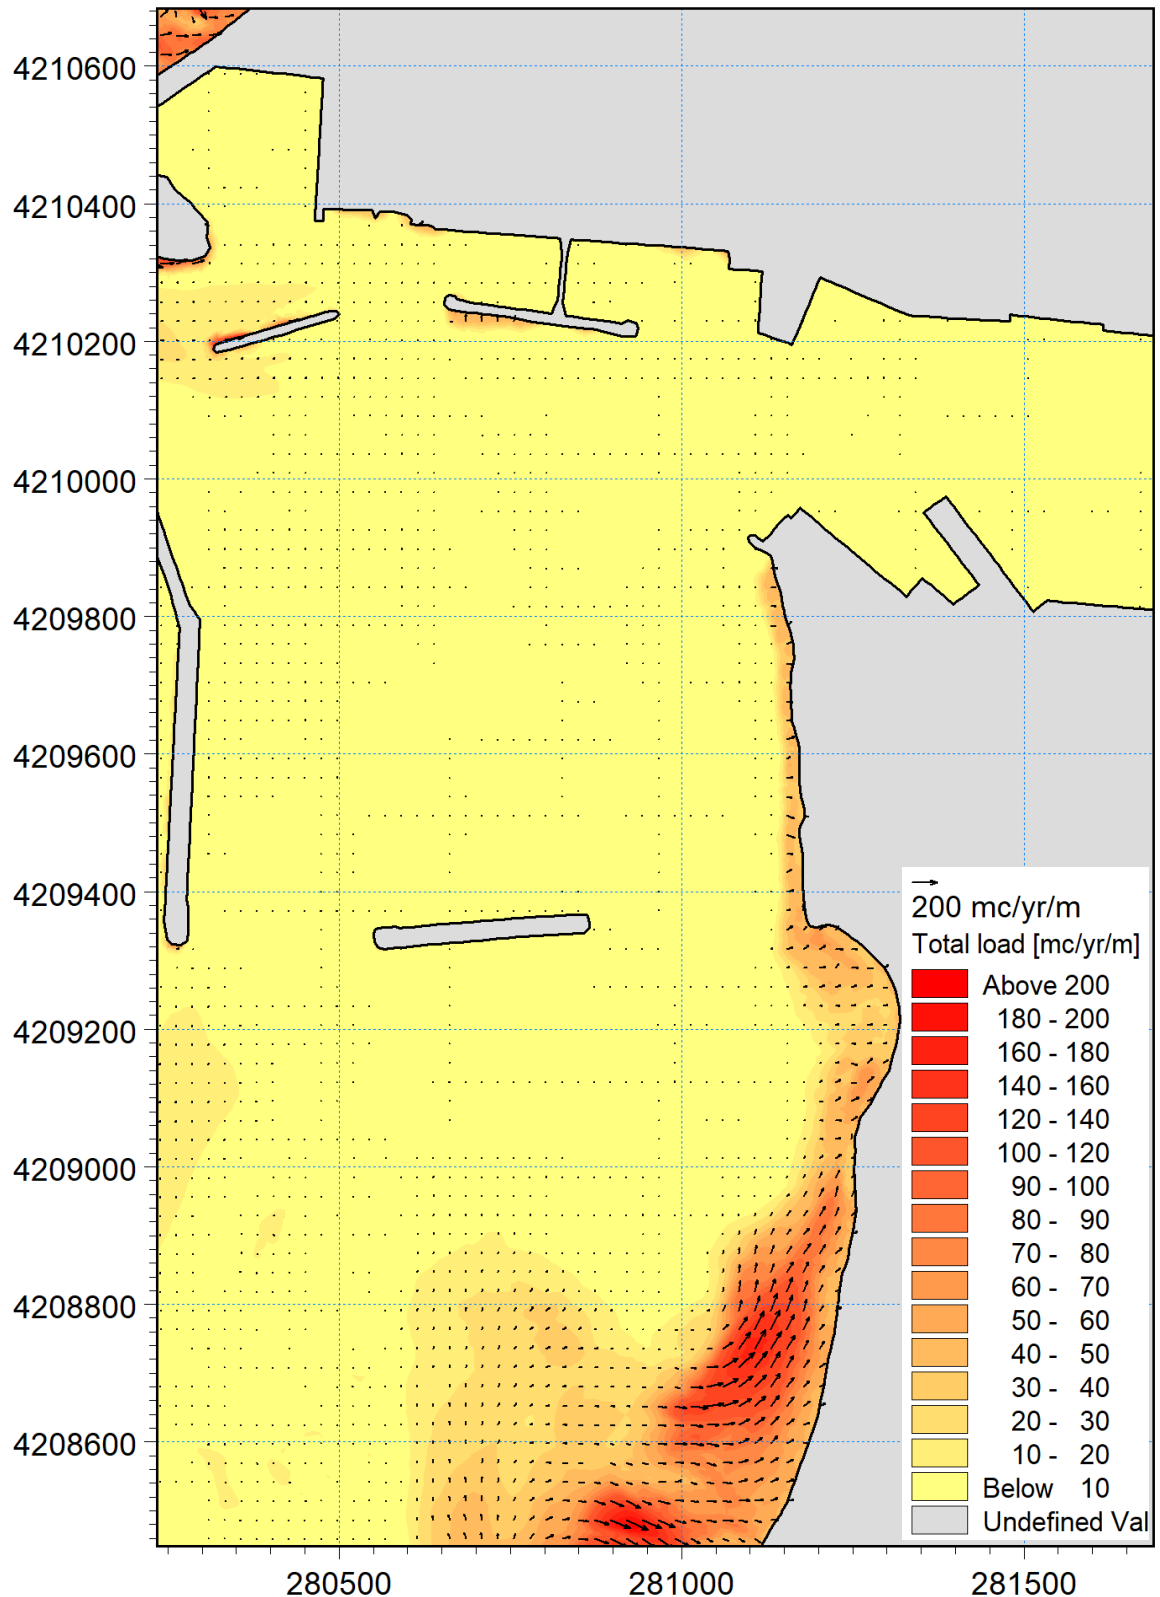 4210600
4210400
4210200
4210000
4209800
4209600
4209400
4209200
4209000
4208800
4208600
280500
281000
281500
200 mc/yr/m
Total load [mc/yr/m]
Above 200
180 - 200
160 - 180
140 - 160
120 - 140
100 - 120
90 - 100
80 - 90
70 - 80
60 - 70
50 - 60
40 - 50
30 - 40
20 - 30
10 - 20
Below 10
Undefined Val